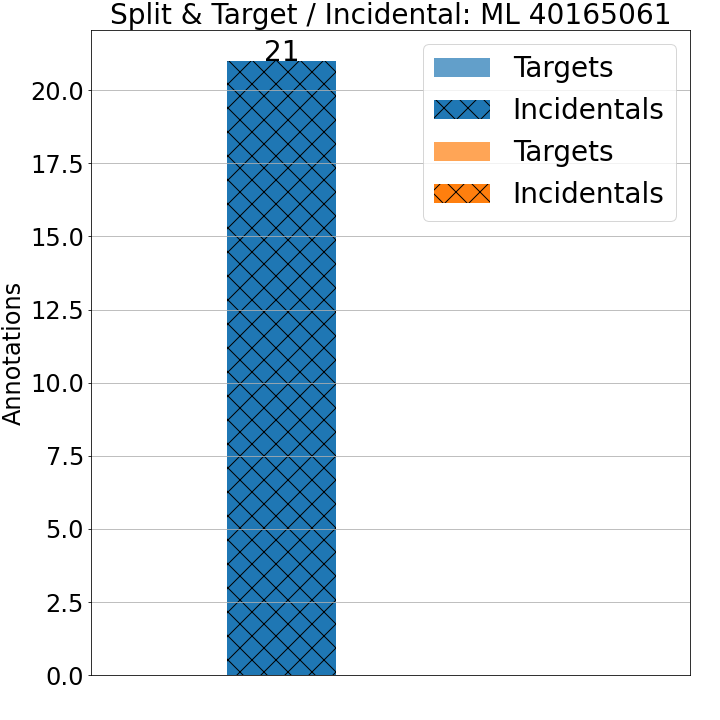 Split & Target / Incidental: ML 40165061
21
Targets
Incidentals
Targets
Incidentals
Annotations
20.0
17.5
15.0
12.5
10.0
7.5
5.0
2.5
0.0